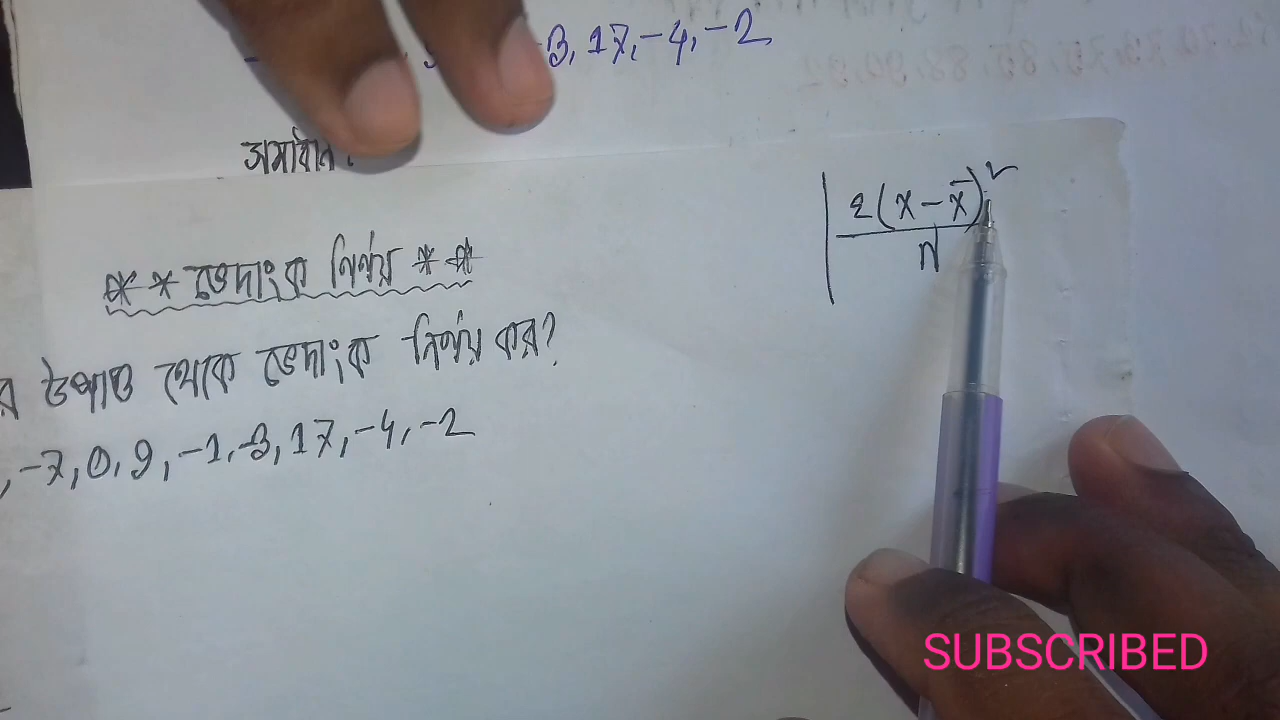 -3, 17, -4, -2
সমাধান :
Σ(x - x̄)²
N
** ভেদাংক নির্ণয় **
র উপাত্ত থেকে ভেদাংক নির্ণয় কর?
, -7, 0, 9, -1, -3, 17, -4, -2
SUBSCRIBED